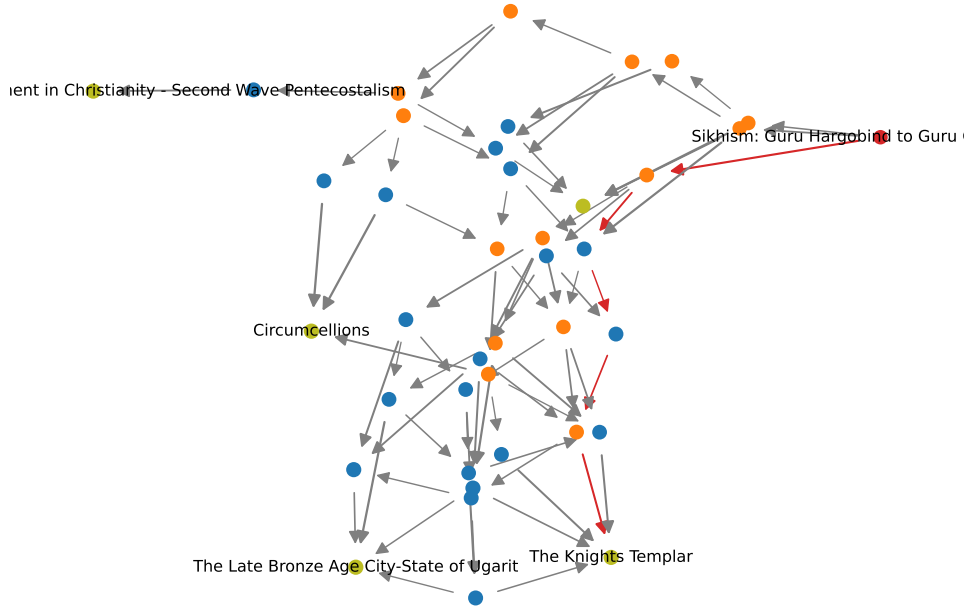 ment in Christianity - Second Wave Pentecostalism
Sikhism: Guru Hargobind to Guru
Circumcellions
The Knights Templar
The Late Bronze Age City-State of Ugarit